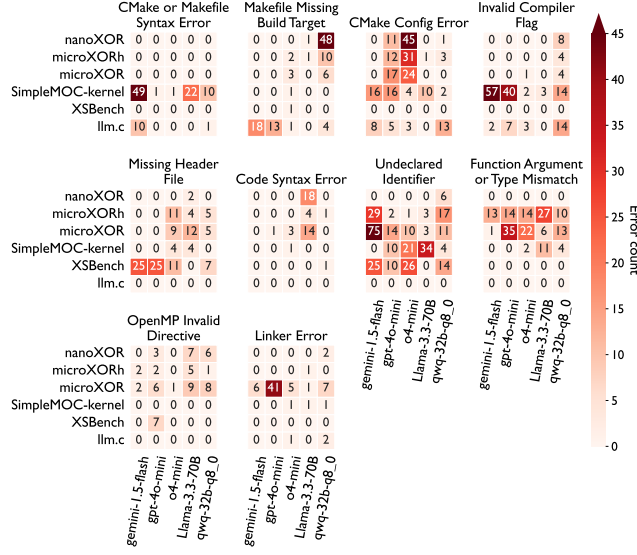 CMake or Makefile
Syntax Error
Makefile Missing
Build Target
CMake Config Error
Invalid Compiler
Flag
nanoXOR 0 0 0 0 0 0 0 0 1 48 0 11 45 0 1 0 0 0 0 8
microXORh 0 0 0 0 0 0 0 2 1 10 0 12 31 1 3 0 0 0 0 4
microXOR 0 0 0 0 0 0 0 3 0 6 0 17 24 0 0 0 0 1 0 4
SimpleMOC-kernel 49 1 1 22 10 0 0 1 0 0 16 16 4 10 2 57 40 2 3 14
XSBench 0 0 0 0 0 0 0 1 0 0 0 0 0 0 0 0 0 0 0 0
llm.c 10 0 0 0 1 18 13 1 0 4 8 5 3 0 13 2 7 0 0 14
Missing Header
File
Code Syntax Error
Undeclared
Identifier
Function Argument
or Type Mismatch
nanoXOR 0 0 0 2 0 0 0 0 18 0 0 0 0 0 6 0 0 0 0 0
microXORh 0 0 11 4 5 0 0 0 4 1 29 2 1 3 17 13 14 14 27 10
microXOR 0 0 9 12 5 0 1 3 14 0 75 14 10 3 11 1 35 22 6 13
SimpleMOC-kernel 0 0 4 4 0 0 0 1 0 0 0 10 21 34 4 0 0 2 11 4
XSBench 25 25 11 0 7 0 0 0 0 1 25 10 26 0 14 0 0 0 0 0
llm.c 0 0 0 0 0 0 0 0 0 0 0 0 0 0 0 0 0 0 0 0
gemini-1.5-flash
gpt-4o-mini
o4-mini
Llama-3.3-70B
qwq-32b-q8_0
gemini-1.5-flash
gpt-4o-mini
o4-mini
Llama-3.3-70B
qwq-32b-q8_0
OpenMP Invalid
Directive
Linker Error
nanoXOR 0 3 0 7 6 0 0 0 0 2
microXORh 2 2 0 5 1 0 0 0 1 0
microXOR 2 6 1 9 8 6 41 5 1 7
SimpleMOC-kernel 0 0 0 0 0 0 0 1 1 1
XSBench 0 7 0 0 0 0 0 0 0 0
llm.c 0 0 0 0 0 0 0 1 0 2
gemini-1.5-flash
gpt-4o-mini
o4-mini
Llama-3.3-70B
qwq-32b-q8_0
gemini-1.5-flash
gpt-4o-mini
o4-mini
Llama-3.3-70B
qwq-32b-q8_0
45
40
35
30
25
20
15
10
5
0
Error count